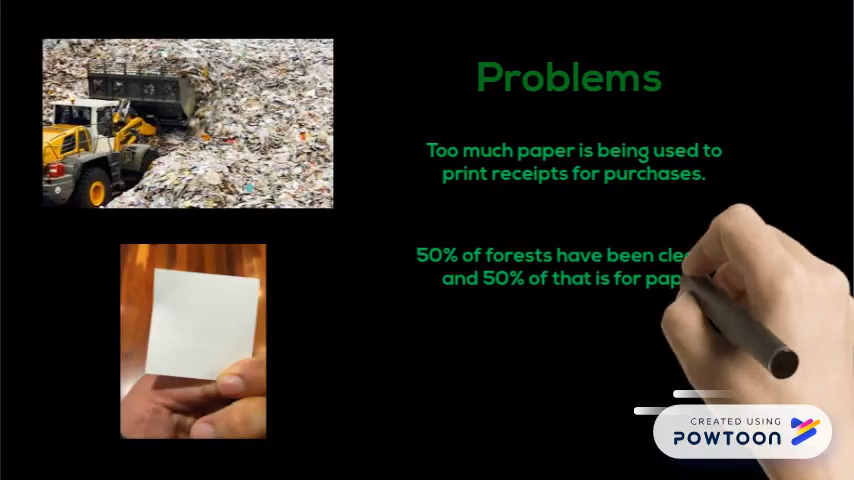 Problems
Too much paper is being used to
print receipts for purchases.
50% of forests have been
and 50% of that is for
CREATED USING
POWTOON